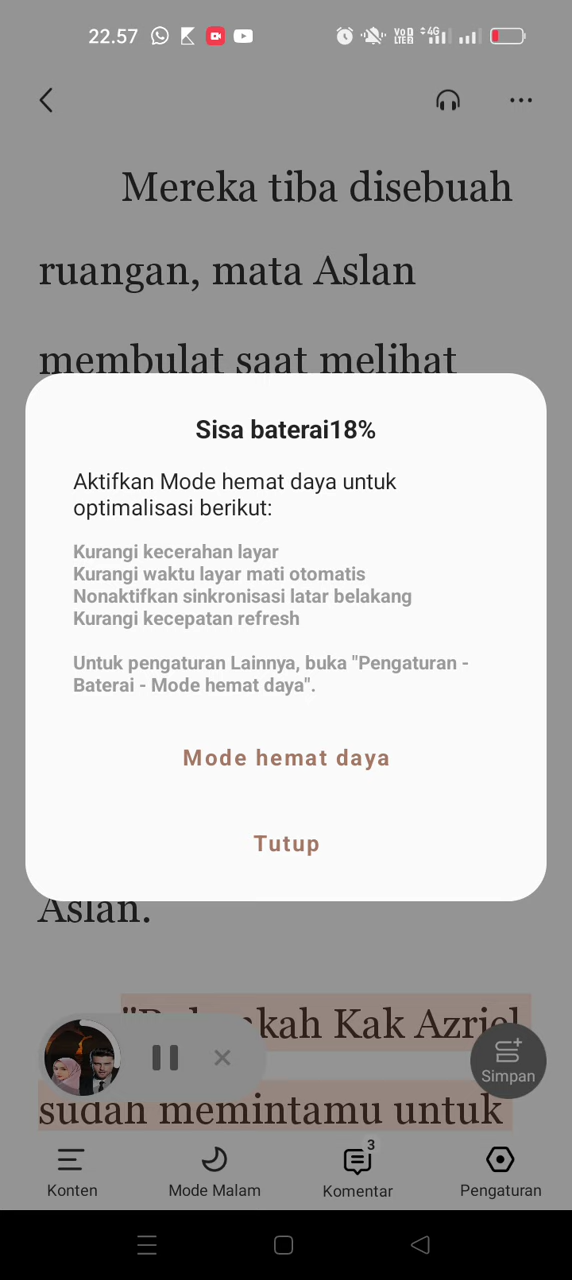 22.57
VoD
LTE2
4G
Mereka tiba disebuah
ruangan, mata Aslan
membulat saat melihat
Sisa baterai18%
Aktifkan Mode hemat daya untuk
optimalisasi berikut:
Kurangi kecerahan layar
Kurangi waktu layar mati otomatis
Nonaktifkan sinkronisasi latar belakang
Kurangi kecepatan refresh
Untuk pengaturan Lainnya, buka "Pengaturan -
Baterai - Mode hemat daya".
Mode hemat daya
Tutup
Aslan.
kah Kak Azriel
Simpan
sudah memintamu untuk
Konten
Mode Malam
3
Komentar
Pengaturan